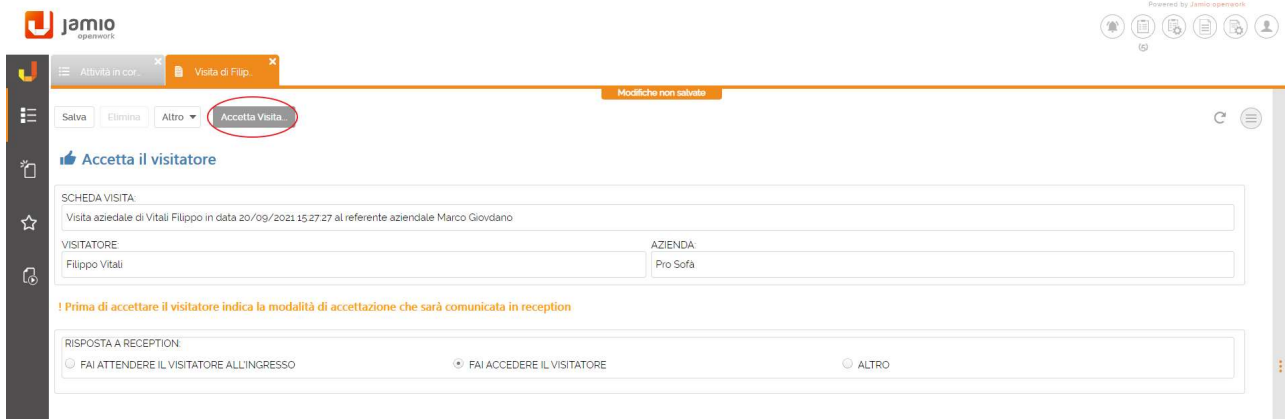 Powered by Jamio openwork
jamio
openwork
Attività in cor..
Visita di Filip..
Modifiche non salvate
Salva Elimina Altro Accetta Visita...
Accetta il visitatore
SCHEDA VISITA:
Visita aziedale di Vitali Filippo in data 20/09/2021 15:27:27 al referente aziendale Marco Giovdano
VISITATORE: AZIENDA:
Filippo Vitali Pro Sofà
! Prima di accettare il visitatore indica la modalità di accettazione che sarà comunicata in reception
RISPOSTA A RECEPTION:
FAI ATTENDERE IL VISITATORE ALL'INGRESSO FAI ACCEDERE IL VISITATORE ALTRO